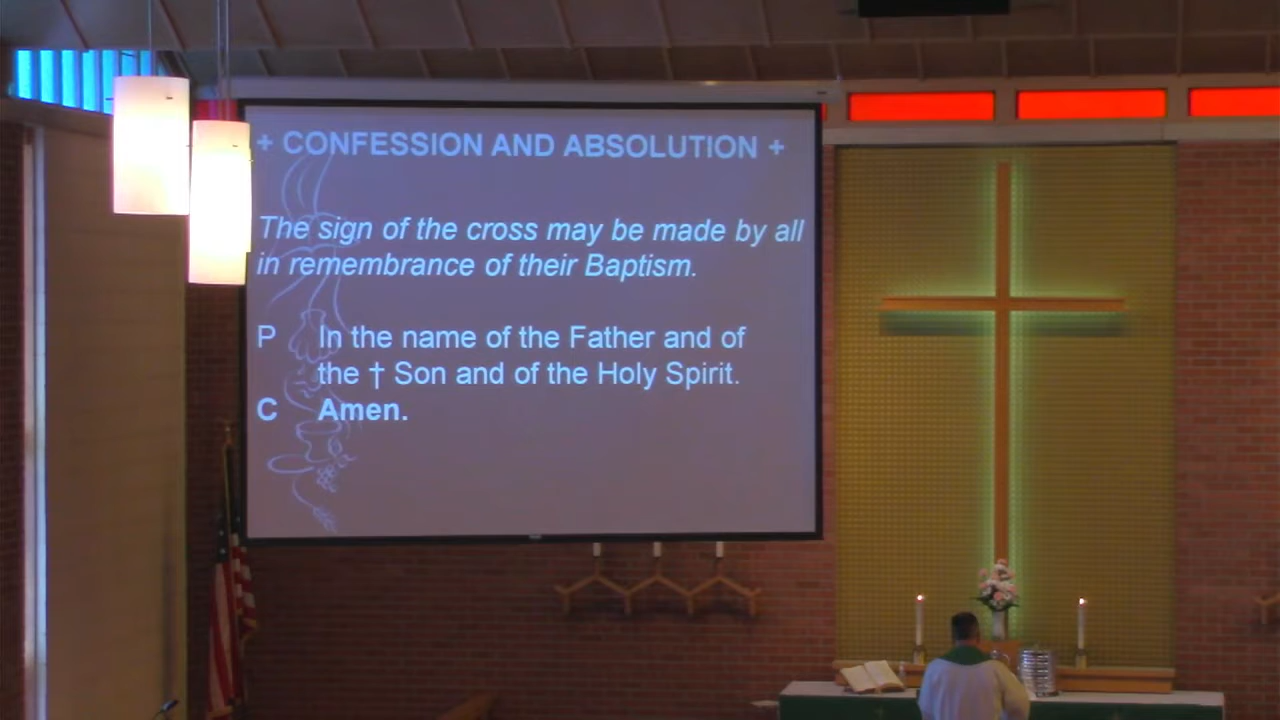 + CONFESSION AND ABSOLUTION +
The sign of the cross may be made by all
in remembrance of their Baptism.
P In the name of the Father and of
the † Son and of the Holy Spirit.
C Amen.